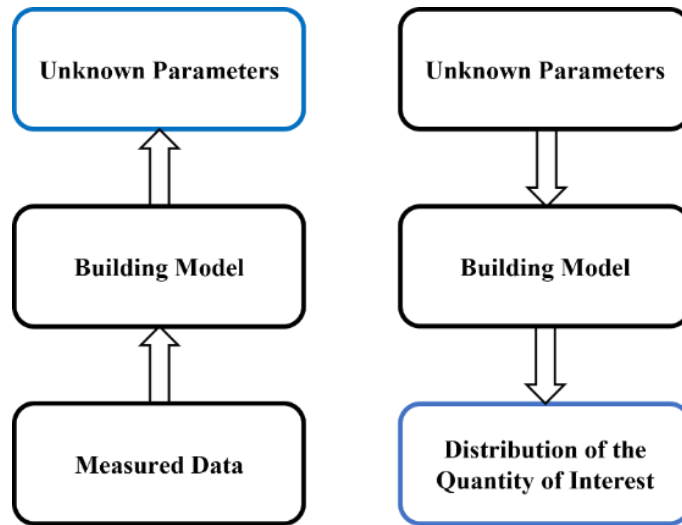 Unknown Parameters
Building Model
Measured Data
Unknown Parameters
Building Model
Distribution of the
Quantity of Interest